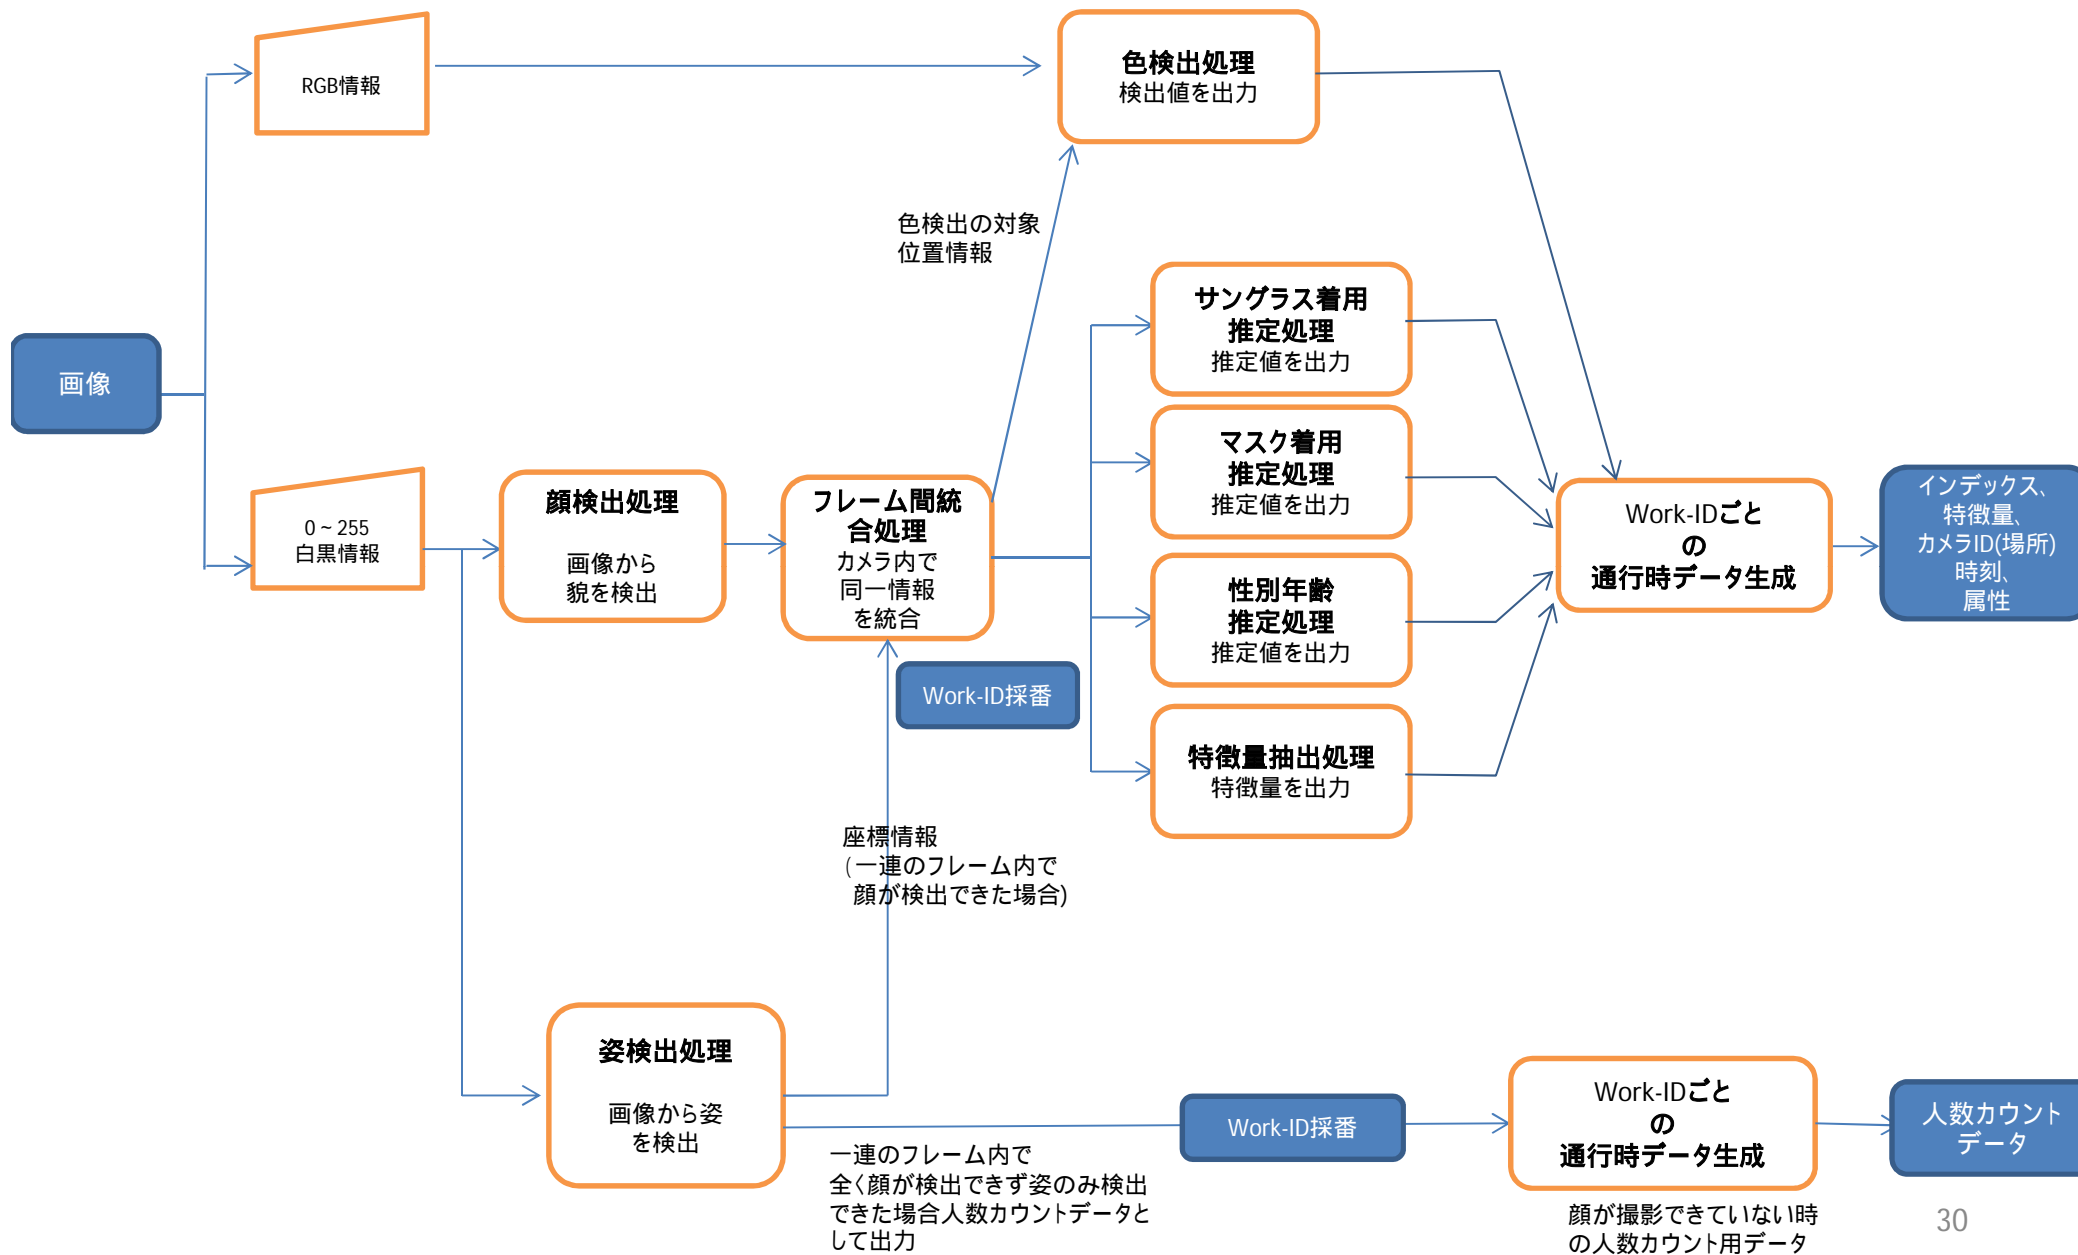 RGB情報
色検出処理
検出値を出力
色検出の対象
位置情報
サングラス着用
推定処理
推定値を出力
画像
マスク着用
推定処理
推定値を出力
0~255
白黒情報
顔検出処理
画像から
貌を検出
フレーム間統
合処理
カメラ内で
同一情報
を統合
Work-IDごと
の
通行時データ生成
インデックス、
特徴量、
カメラID(場所)
時刻、
属性
性別年齢
推定処理
推定値を出力
Work-ID採番
特徴量抽出処理
特徴量を出力
座標情報
(一連のフレーム内で
顔が検出できた場合)
姿検出処理
画像から姿
を検出
Work-ID採番
Work-IDごと
の
通行時データ生成
人数カウント
データ
一連のフレーム内で
全く顔が検出できず姿のみ検出
できた場合人数カウントデータと
して出力
顔が撮影できていない時
の人数カウント用データ
30